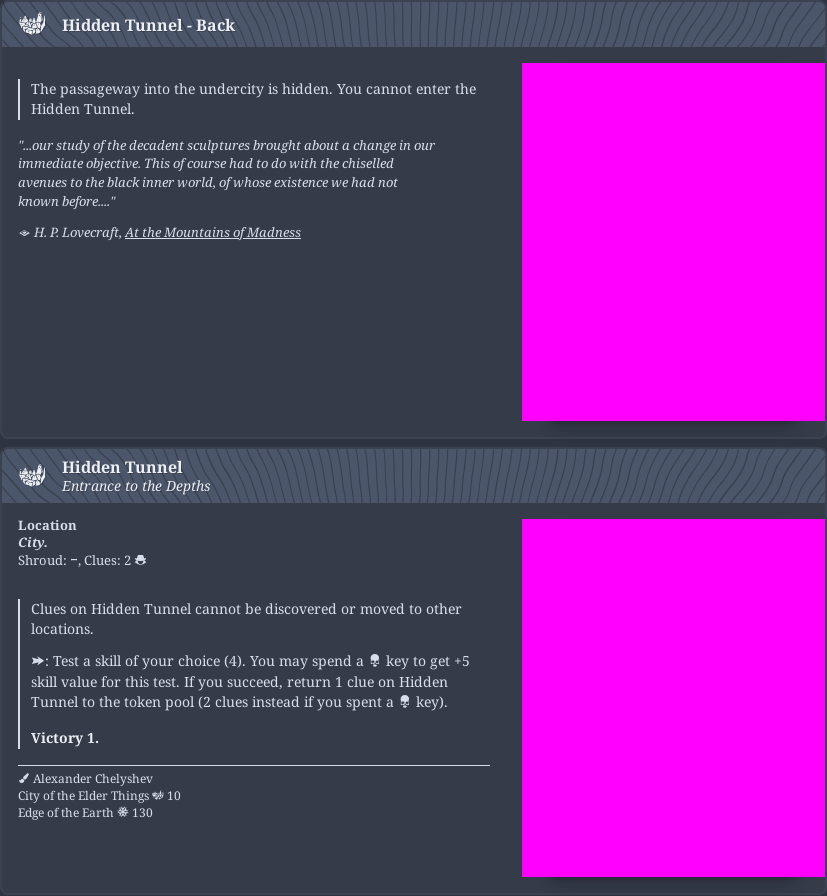 Hidden Tunnel - Back
The passageway into the undercity is hidden. You cannot enter the
Hidden Tunnel.
"...our study of the decadent sculptures brought about a change in our
immediate objective. This of course had to do with the chiselled
avenues to the black inner world, of whose existence we had not
known before...."
H. P. Lovecraft, At the Mountains of Madness
Hidden Tunnel
Entrance to the Depths
Location
City.
Shroud: –, Clues: 2
Clues on Hidden Tunnel cannot be discovered or moved to other
locations.
: Test a skill of your choice (4). You may spend a key to get +5
skill value for this test. If you succeed, return 1 clue on Hidden
Tunnel to the token pool (2 clues instead if you spent a key).
Victory 1.
Alexander Chelyshev
City of the Elder Things 10
Edge of the Earth 130